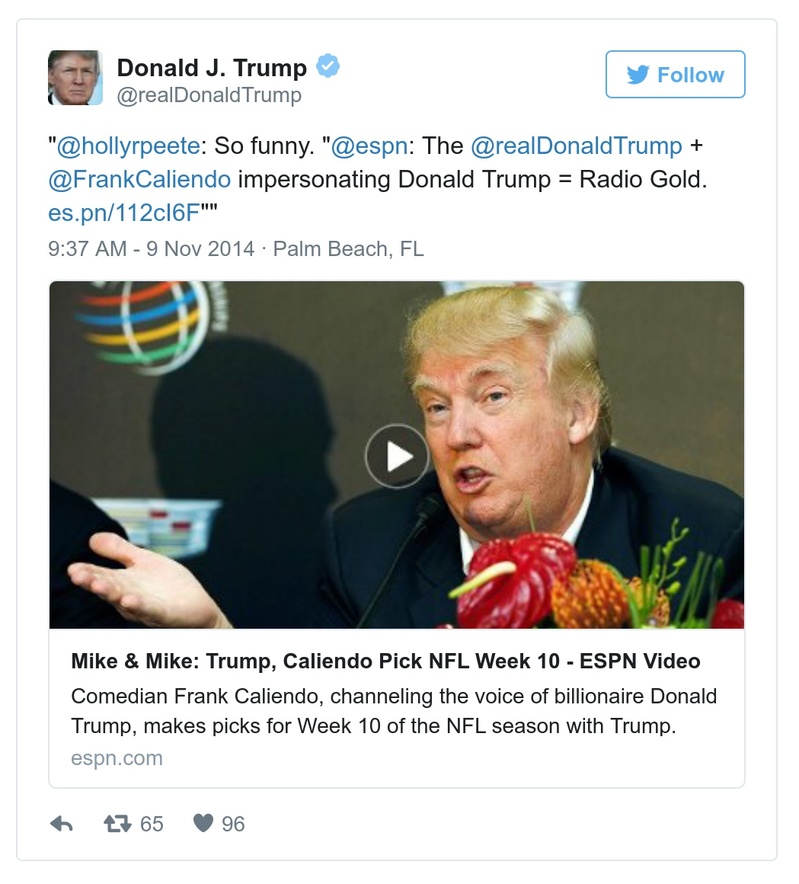 Donald J. Trump
@realDonaldTrump
Follow
"@hollyrpeete: So funny. "@espn: The @realDonaldTrump +
@FrankCaliendo impersonating Donald Trump = Radio Gold.
es.pn/112cI6F""
9:37 AM - 9 Nov 2014 · Palm Beach, FL
Mike & Mike: Trump, Caliendo Pick NFL Week 10 - ESPN Video
Comedian Frank Caliendo, channeling the voice of billionaire Donald
Trump, makes picks for Week 10 of the NFL season with Trump.
espn.com
65
96